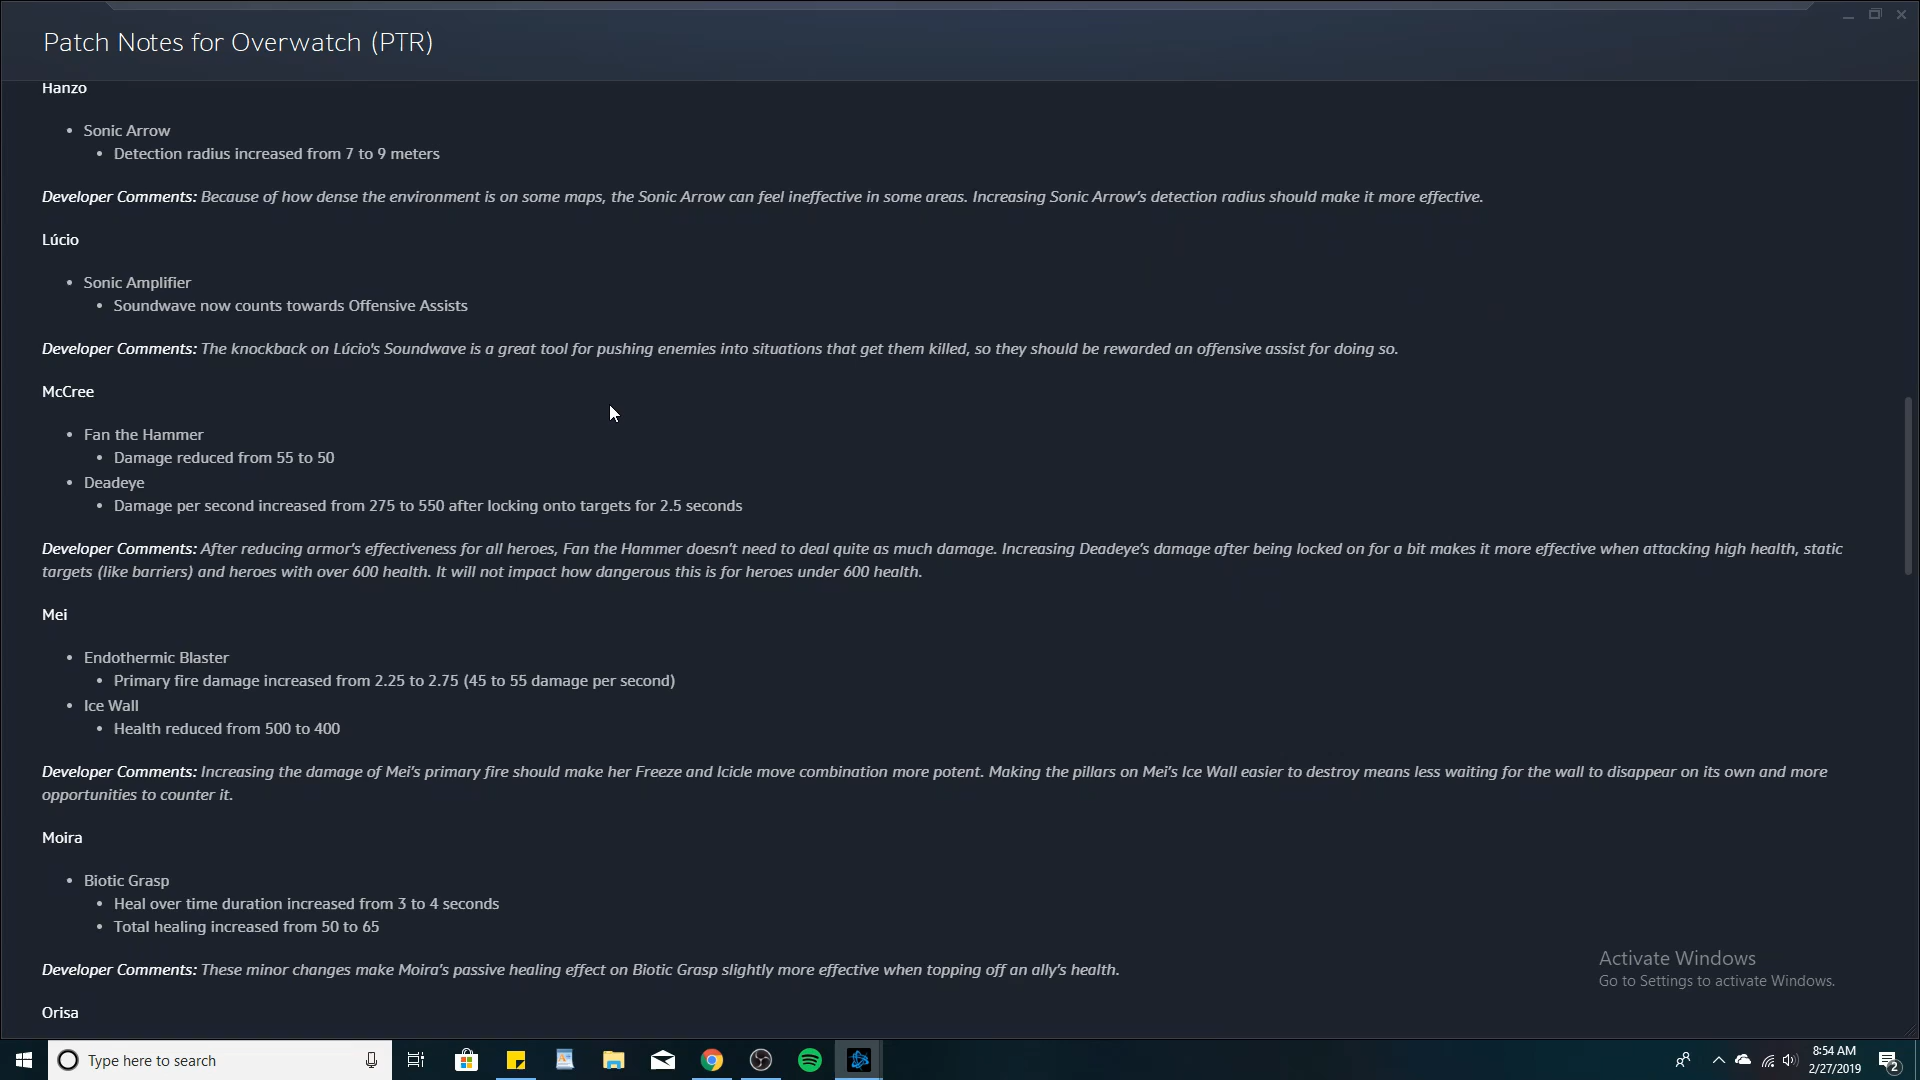 Patch Notes for Overwatch (PTR)
Hanzo
• Sonic Arrow
• Detection radius increased from 7 to 9 meters
Developer Comments: Because of how dense the environment is on some maps, the Sonic Arrow can feel ineffective in some areas. Increasing Sonic Arrow's detection radius should make it more effective.
Lúcio
• Sonic Amplifier
• Soundwave now counts towards Offensive Assists
Developer Comments: The knockback on Lúcio's Soundwave is a great tool for pushing enemies into situations that get them killed, so they should be rewarded an offensive assist for doing so.
McCree
• Fan the Hammer
• Damage reduced from 55 to 50
• Deadeye
• Damage per second increased from 275 to 550 after locking onto targets for 2.5 seconds
Developer Comments: After reducing armor's effectiveness for all heroes, Fan the Hammer doesn't need to deal quite as much damage. Increasing Deadeye's damage after being locked on for a bit makes it more effective when attacking high health, static
targets (like barriers) and heroes with over 600 health. It will not impact how dangerous this is for heroes under 600 health.
Mei
• Endothermic Blaster
• Primary fire damage increased from 2.25 to 2.75 (45 to 55 damage per second)
• Ice Wall
• Health reduced from 500 to 400
Developer Comments: Increasing the damage of Mei's primary fire should make her Freeze and Icicle move combination more potent. Making the pillars on Mei's Ice Wall easier to destroy means less waiting for the wall to disappear on its own and more
opportunities to counter it.
Moira
• Biotic Grasp
• Heal over time duration increased from 3 to 4 seconds
• Total healing increased from 50 to 65
Developer Comments: These minor changes make Moira's passive healing effect on Biotic Grasp slightly more effective when topping off an ally's health.
Orisa
Activate Windows
Go to Settings to activate Windows.
Type here to search
8:54 AM
2/27/2019
2